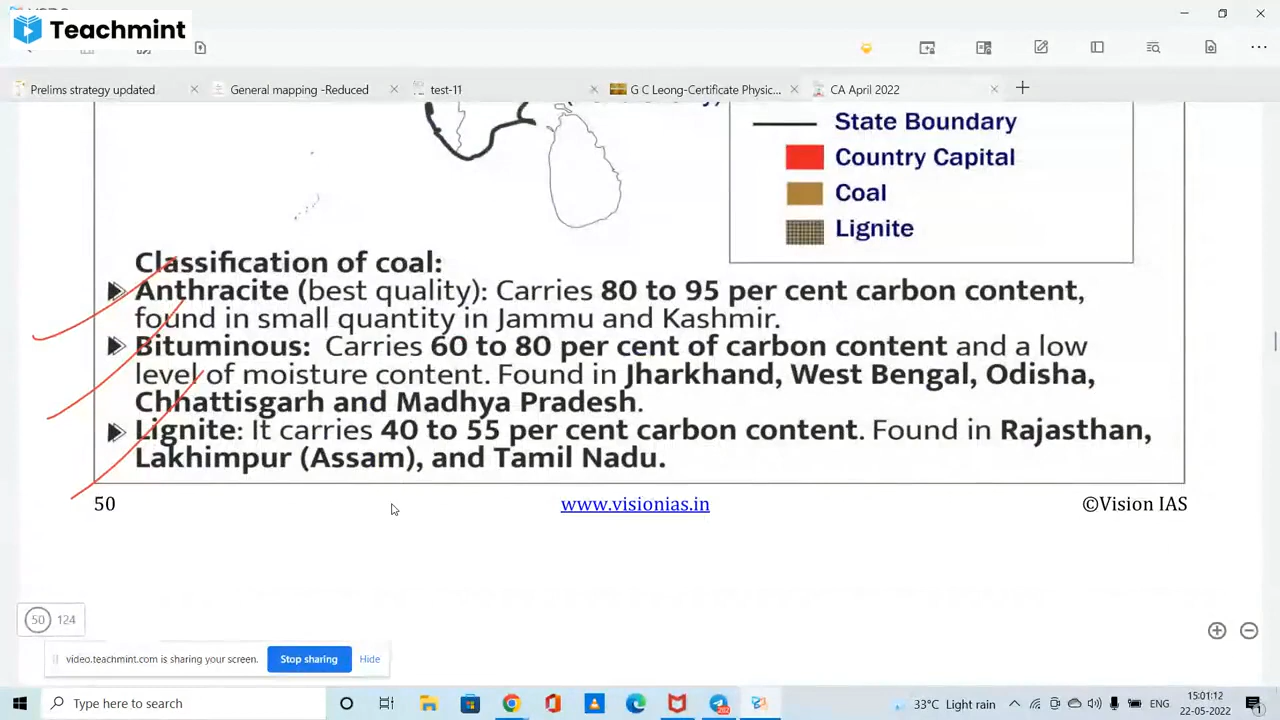 Teachmint
Prelims strategy updated
General mapping -Reduced
test-11
G C Leong-Certificate Physic...
CA April 2022
State Boundary
Country Capital
Coal
Lignite
Classification of coal:
Anthracite (best quality): Carries 80 to 95 per cent carbon content,
found in small quantity in Jammu and Kashmir.
Bituminous: Carries 60 to 80 per cent of carbon content and a low
level of moisture content. Found in Jharkhand, West Bengal, Odisha,
Chhattisgarh and Madhya Pradesh.
Lignite: It carries 40 to 55 per cent carbon content. Found in Rajasthan,
Lakhimpur (Assam), and Tamil Nadu.
50 www.visionias.in ©Vision IAS
50 124
video.teachmint.com is sharing your screen. Stop sharing Hide
Type here to search
282
33°C Light rain
ENG
15:01:12
22-05-2022
1